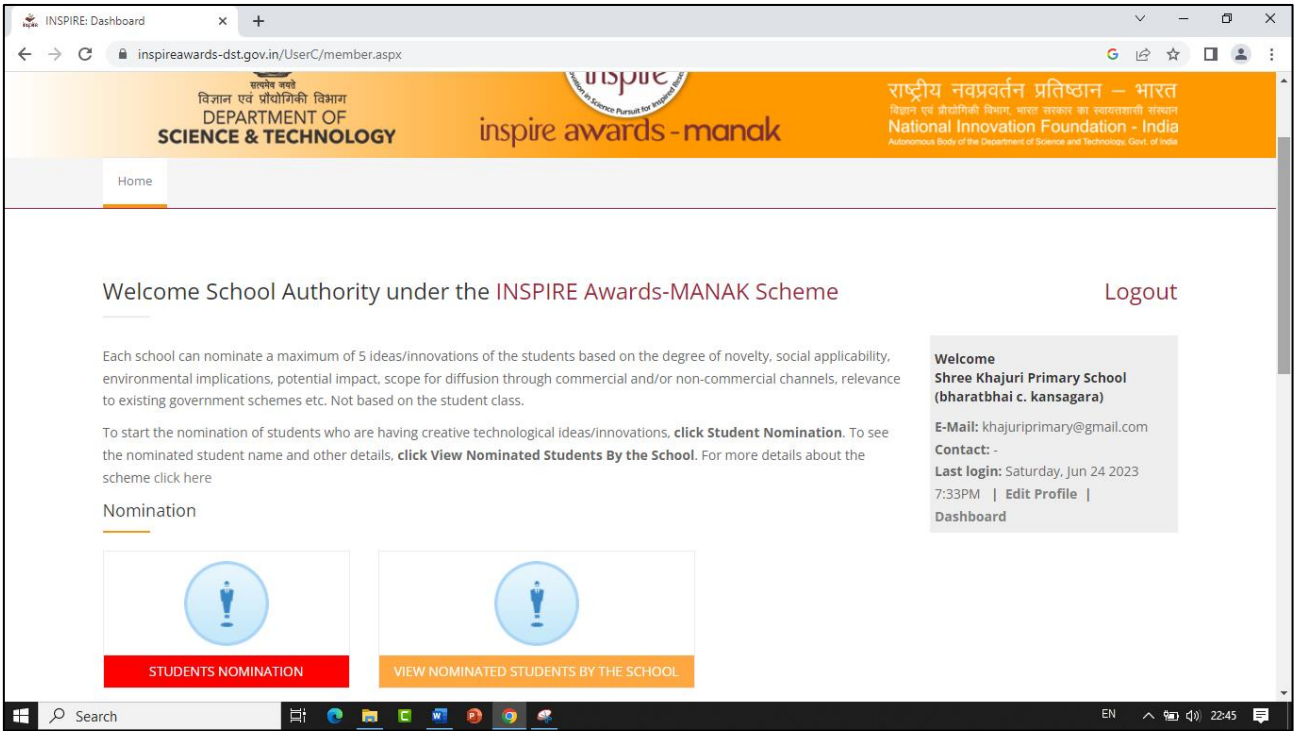 INSPIRE: Dashboard
inspireawards-dst.gov.in/UserC/member.aspx
सत्यमेव जयते
विज्ञान एवं प्रौद्योगिकी विभाग
DEPARTMENT OF
SCIENCE & TECHNOLOGY
inspire
inspire awards - manak
राष्ट्रीय नवप्रवर्तन प्रतिष्ठान – भारत
विज्ञान एवं प्रौद्योगिकी विभाग, भारत सरकार का स्वायत्तशासी संस्थान
National Innovation Foundation - India
Autonomous Body of the Department of Science and Technology, Govt. of India
Home
Welcome School Authority under the INSPIRE Awards-MANAK Scheme
Logout
Each school can nominate a maximum of 5 ideas/innovations of the students based on the degree of novelty, social applicability,
environmental implications, potential impact, scope for diffusion through commercial and/or non-commercial channels, relevance
to existing government schemes etc. Not based on the student class.
To start the nomination of students who are having creative technological ideas/innovations, click Student Nomination. To see
the nominated student name and other details, click View Nominated Students By the School. For more details about the
scheme click here
Nomination
STUDENTS NOMINATION
VIEW NOMINATED STUDENTS BY THE SCHOOL
Welcome
Shree Khajuri Primary School
(bharatbhai c. kansagara)
E-Mail: khajuriprimary@gmail.com
Contact: -
Last login: Saturday, Jun 24 2023
7:33PM | Edit Profile |
Dashboard
Search
EN
22:45